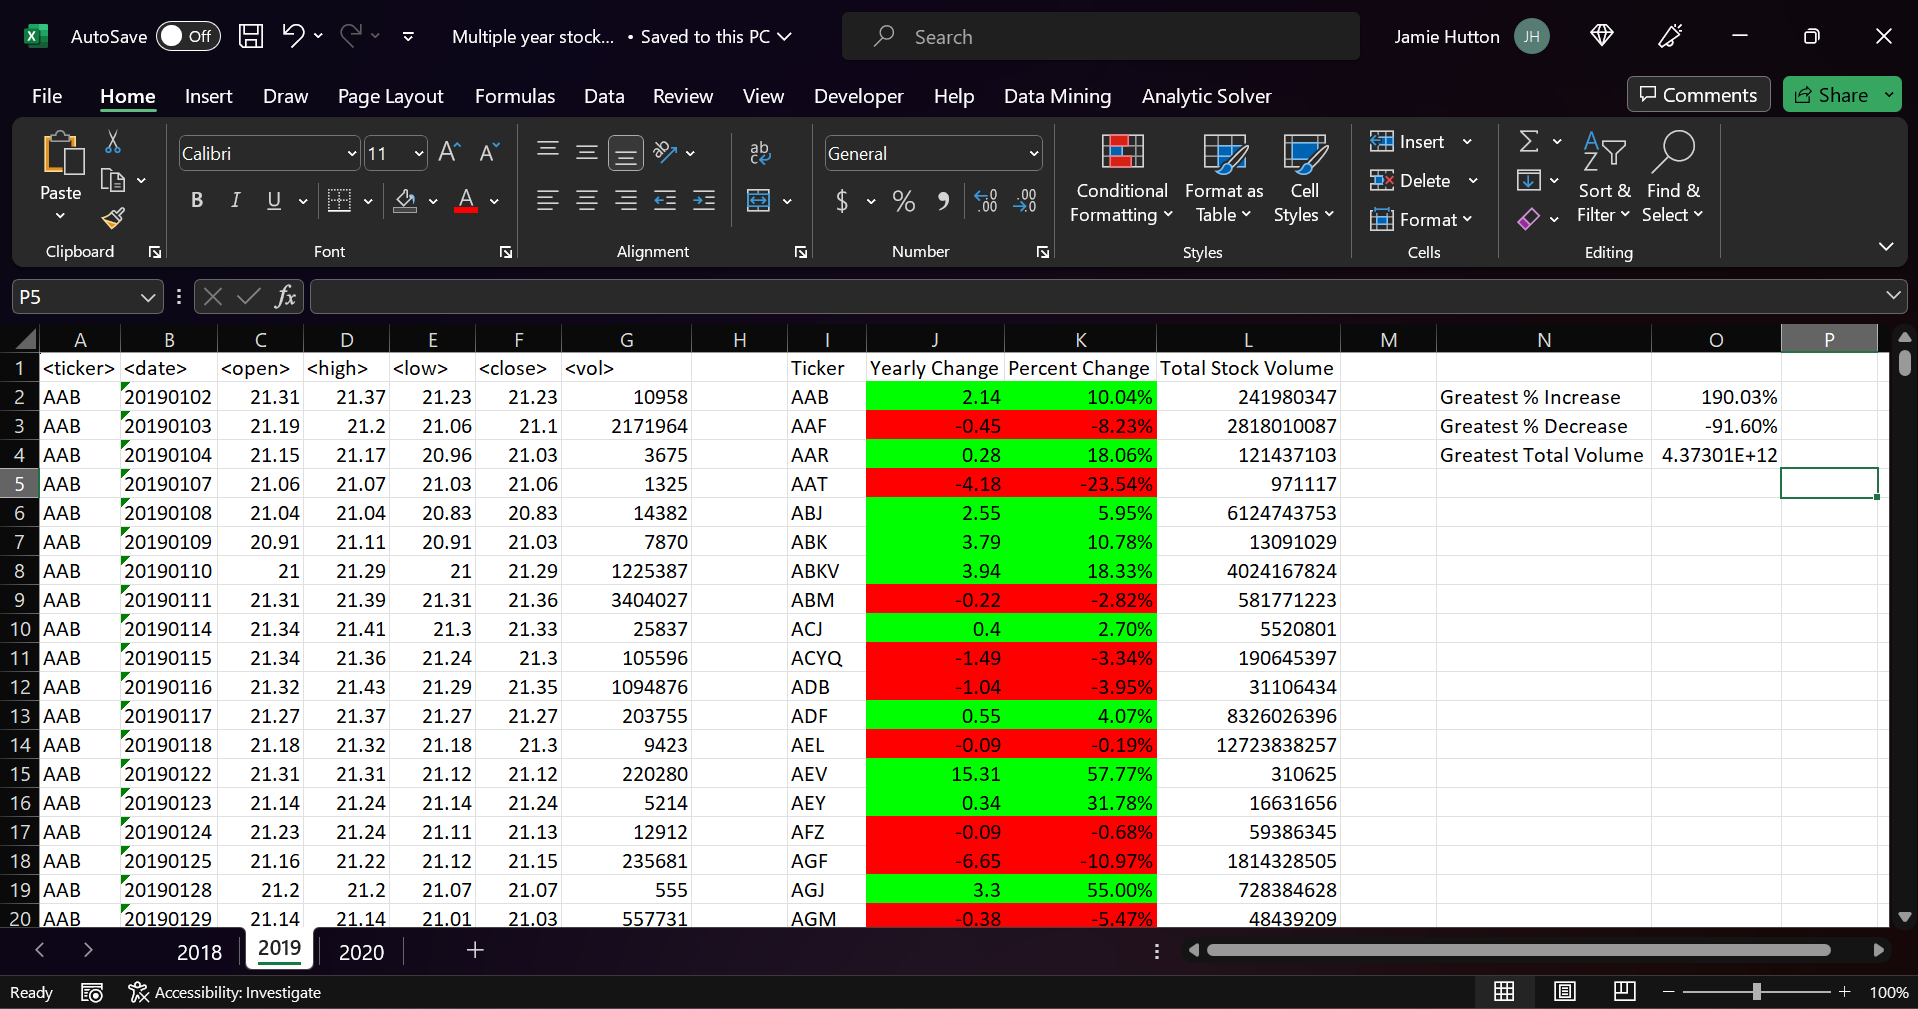 AutoSave Off Multiple year stock... • Saved to this PC Search Jamie Hutton JH
File Home Insert Draw Page Layout Formulas Data Review View Developer Help Data Mining Analytic Solver Comments Share
Paste Calibri 11 A A ab General Conditional Formatting Format as Table Cell Styles Insert Delete Format Sort & Filter Find & Select
B I U A $ % .00 .00
Clipboard Font Alignment Number Styles Cells Editing
P5 fx
A B C D E F G H I J K L M N O P
1 <ticker> <date> <open> <high> <low> <close> <vol> Ticker Yearly Change Percent Change Total Stock Volume
2 AAB 20190102 21.31 21.37 21.23 21.23 10958 AAB 2.14 10.04% 241980347 Greatest % Increase 190.03%
3 AAB 20190103 21.19 21.2 21.06 21.1 2171964 AAF -0.45 -8.23% 2818010087 Greatest % Decrease -91.60%
4 AAB 20190104 21.15 21.17 20.96 21.03 3675 AAR 0.28 18.06% 121437103 Greatest Total Volume 4.37301E+12
5 AAB 20190107 21.06 21.07 21.03 21.06 1325 AAT -4.18 -23.54% 971117
6 AAB 20190108 21.04 21.04 20.83 20.83 14382 ABJ 2.55 5.95% 6124743753
7 AAB 20190109 20.91 21.11 20.91 21.03 7870 ABK 3.79 10.78% 13091029
8 AAB 20190110 21 21.29 21 21.29 1225387 ABKV 3.94 18.33% 4024167824
9 AAB 20190111 21.31 21.39 21.31 21.36 3404027 ABM -0.22 -2.82% 581771223
10 AAB 20190114 21.34 21.41 21.3 21.33 25837 ACJ 0.4 2.70% 5520801
11 AAB 20190115 21.34 21.36 21.24 21.3 105596 ACYQ -1.49 -3.34% 190645397
12 AAB 20190116 21.32 21.43 21.29 21.35 1094876 ADB -1.04 -3.95% 31106434
13 AAB 20190117 21.27 21.37 21.27 21.27 203755 ADF 0.55 4.07% 8326026396
14 AAB 20190118 21.18 21.32 21.18 21.3 9423 AEL -0.09 -0.19% 12723838257
15 AAB 20190122 21.31 21.31 21.12 21.12 220280 AEV 15.31 57.77% 310625
16 AAB 20190123 21.14 21.24 21.14 21.24 5214 AEY 0.34 31.78% 16631656
17 AAB 20190124 21.23 21.24 21.11 21.13 12912 AFZ -0.09 -0.68% 59386345
18 AAB 20190125 21.16 21.22 21.12 21.15 235681 AGF -6.65 -10.97% 1814328505
19 AAB 20190128 21.2 21.2 21.07 21.07 555 AGJ 3.3 55.00% 728384628
20 AAB 20190129 21.14 21.14 21.01 21.03 557731 AGM -0.38 -5.47% 48439209
2018 2019 2020
Ready Accessibility: Investigate 100%